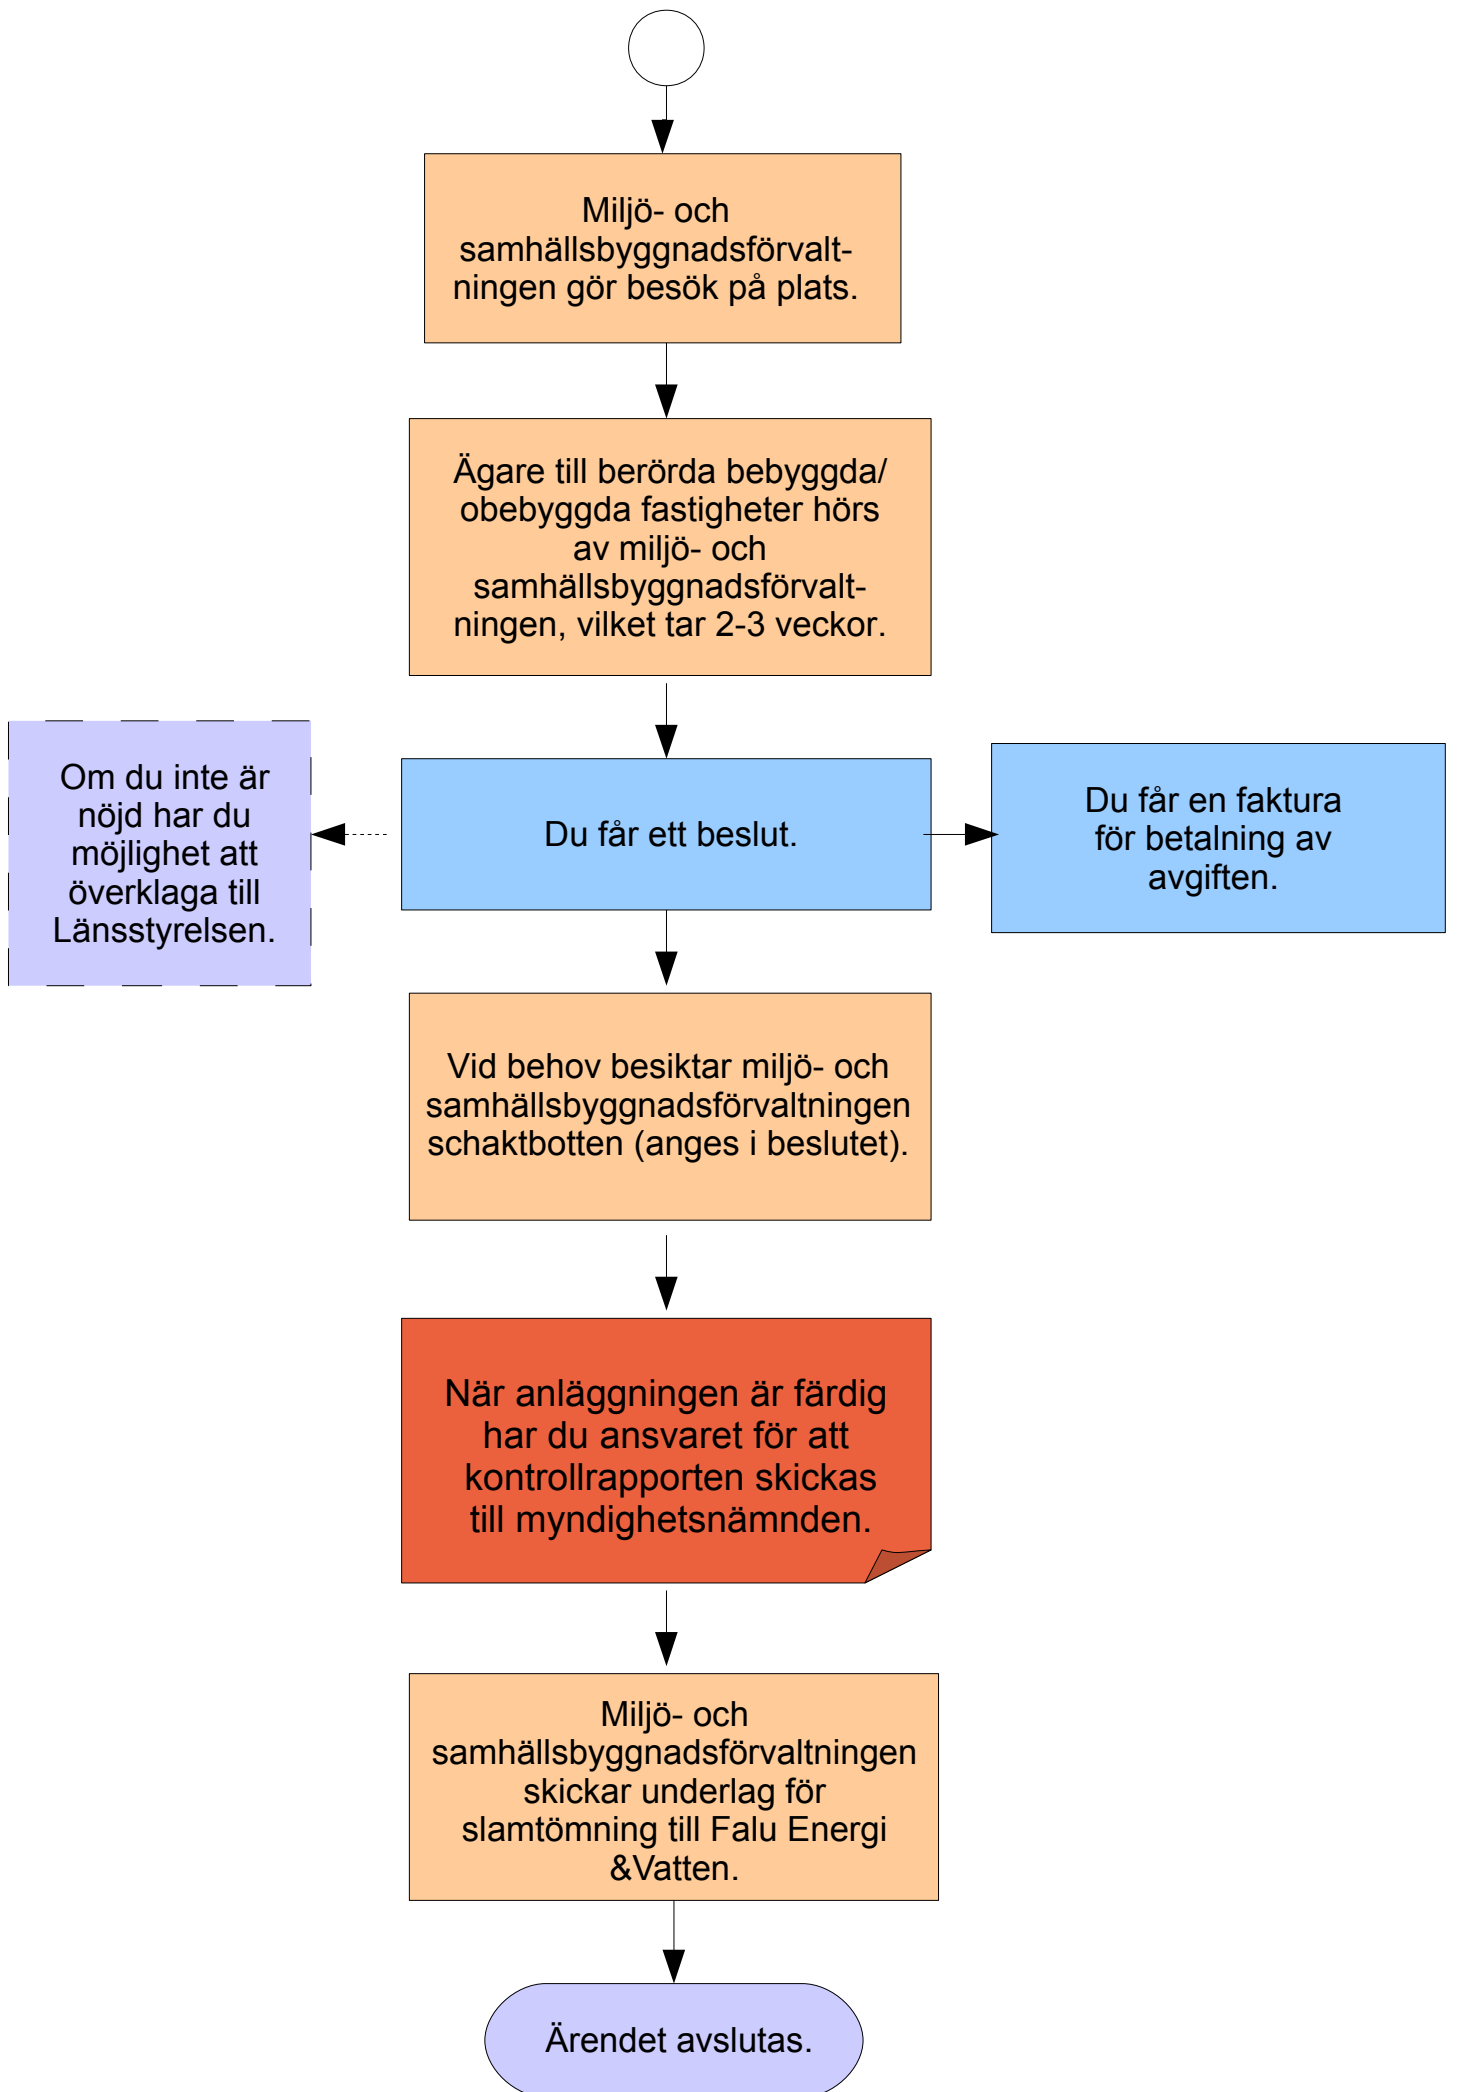 Miljö- och
samhällsbyggnadsförvalt-
ningen gör besök på plats.
Ägare till berörda bebyggda/
obebyggda fastigheter hörs
av miljö- och
samhällsbyggnadsförvalt-
ningen, vilket tar 2-3 veckor.
Om du inte är
nöjd har du
möjlighet att
överklaga till
Länsstyrelsen.
Du får ett beslut.
Du får en faktura
för betalning av
avgiften.
Vid behov besiktar miljö- och
samhällsbyggnadsförvaltningen
schaktbotten (anges i beslutet).
När anläggningen är färdig
har du ansvaret för att
kontrollrapporten skickas
till myndighetsnämnden.
Miljö- och
samhällsbyggnadsförvaltningen
skickar underlag för
slamtömning till Falu Energi
&Vatten.
Ärendet avslutas.